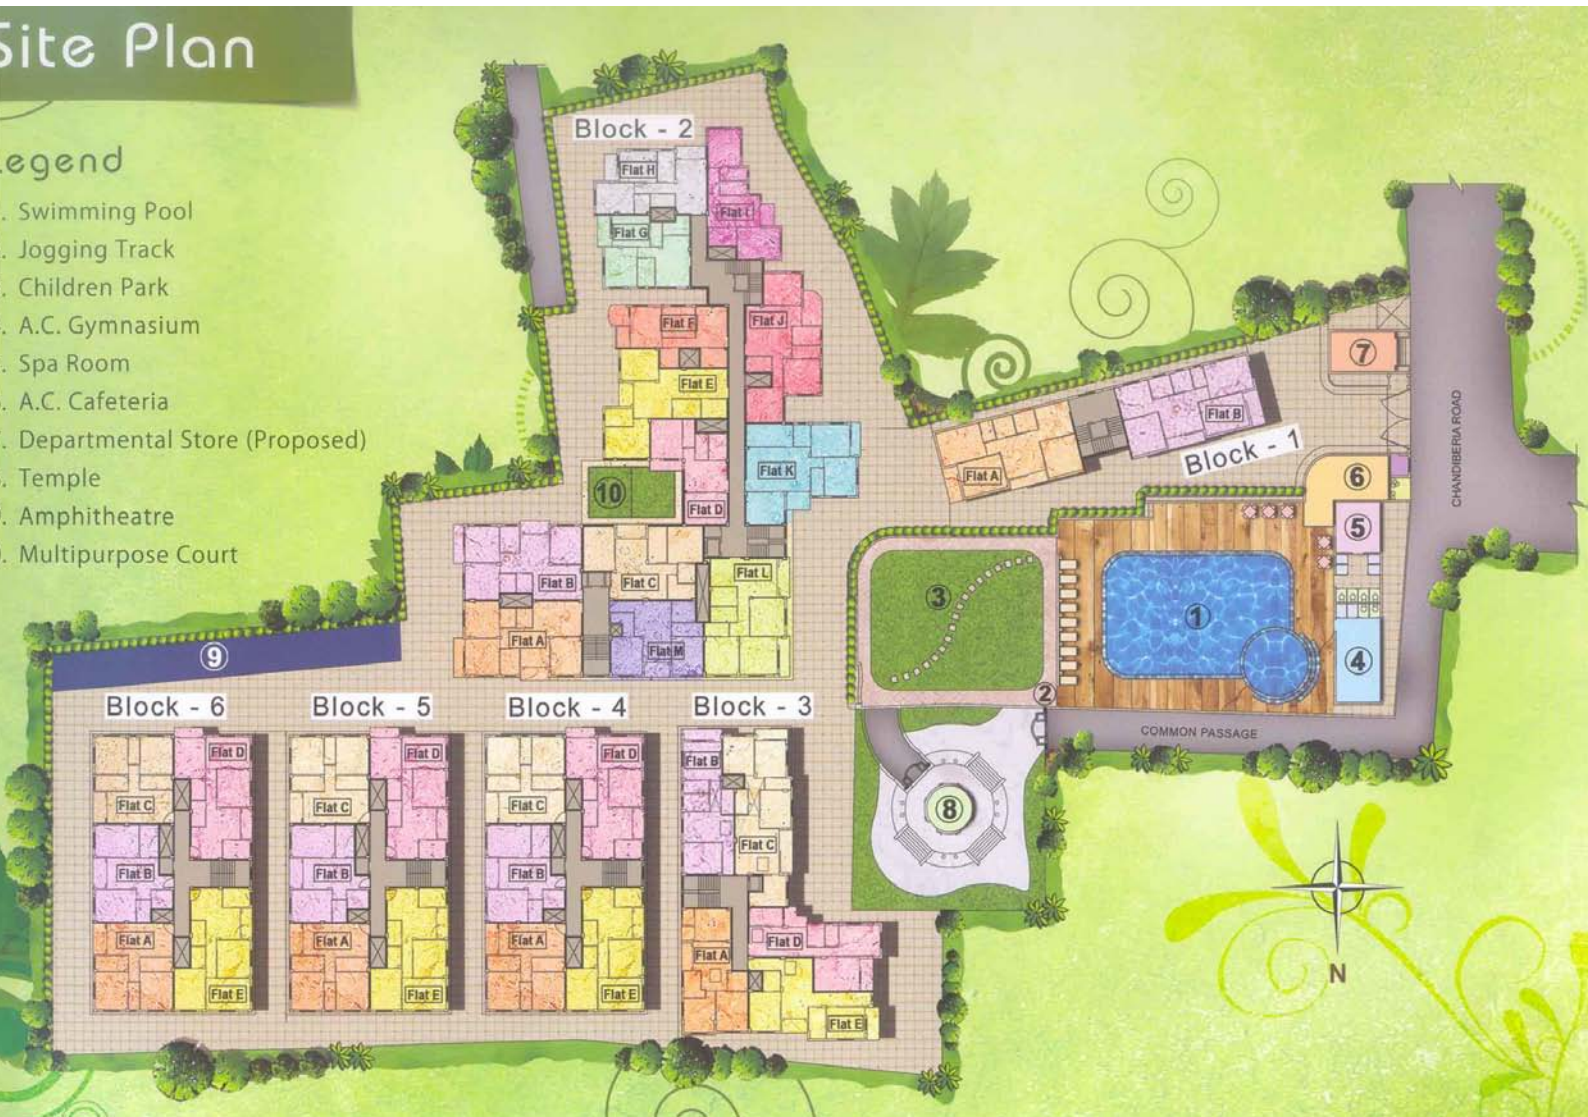 Site Plan
Legend
. Swimming Pool
. Jogging Track
. Children Park
. A.C. Gymnasium
. Spa Room
. A.C. Cafeteria
. Departmental Store (Proposed)
. Temple
. Amphitheatre
. Multipurpose Court
Block - 2
Flat H
Flat I
Flat G
Flat F
Flat J
Flat E
Flat K
Flat D
10
Flat B
Flat C
Flat L
Flat A
Flat M
Block - 1
Flat A
Flat B
7
6
5
4
3
1
2
CHANDIBERIA ROAD
COMMON PASSAGE
9
8
Block - 6
Flat D
Flat C
Flat B
Flat A
Flat E
Block - 5
Flat D
Flat C
Flat B
Flat A
Flat E
Block - 4
Flat D
Flat C
Flat B
Flat A
Flat E
Block - 3
Flat B
Flat C
Flat D
Flat A
Flat E
N